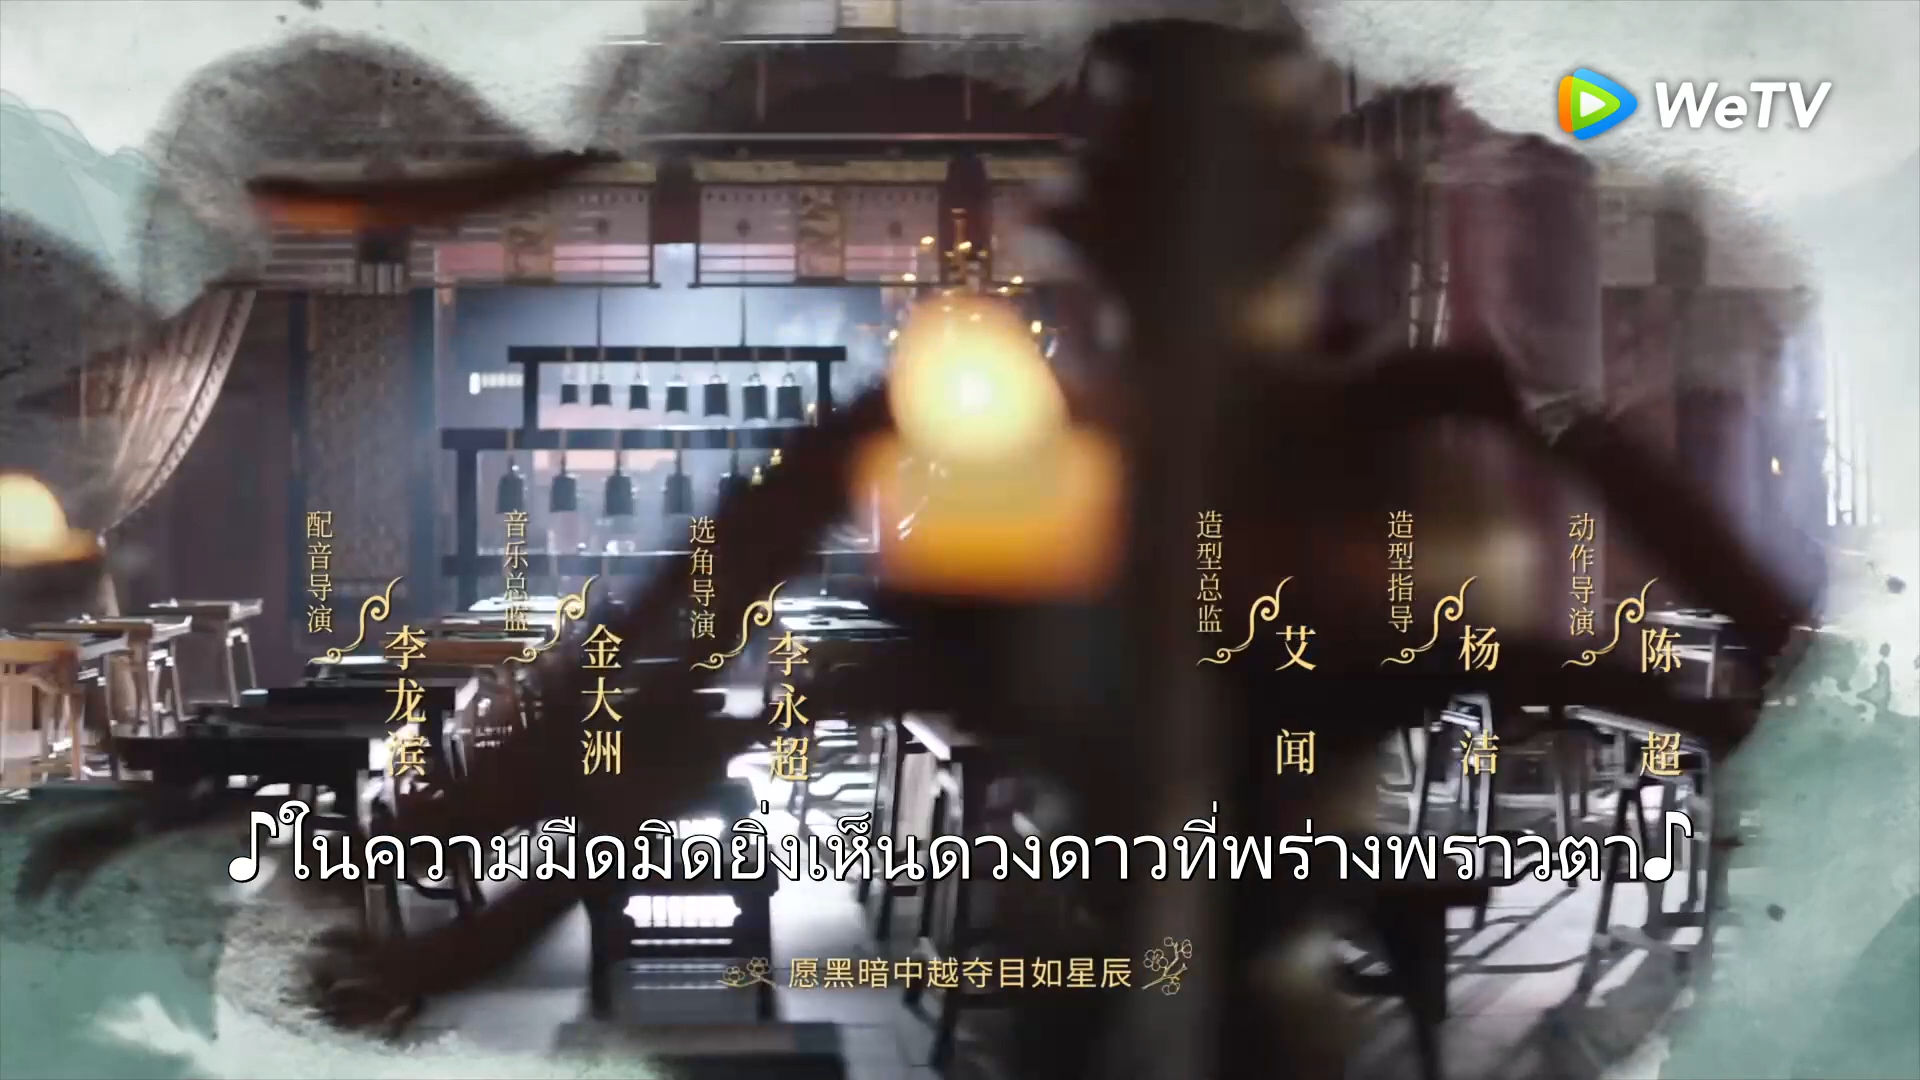 WeTV
配音导演
李龙滨
音乐总监
金大洲
选角导演
李永超
造型总监
艾闻
造型指导
杨洁
动作导演
陈超
♪ในความมืดมิดยิ่งเห็นดวงดาวที่พร่างพราวตา♪
愿黑暗中越夺目如星辰